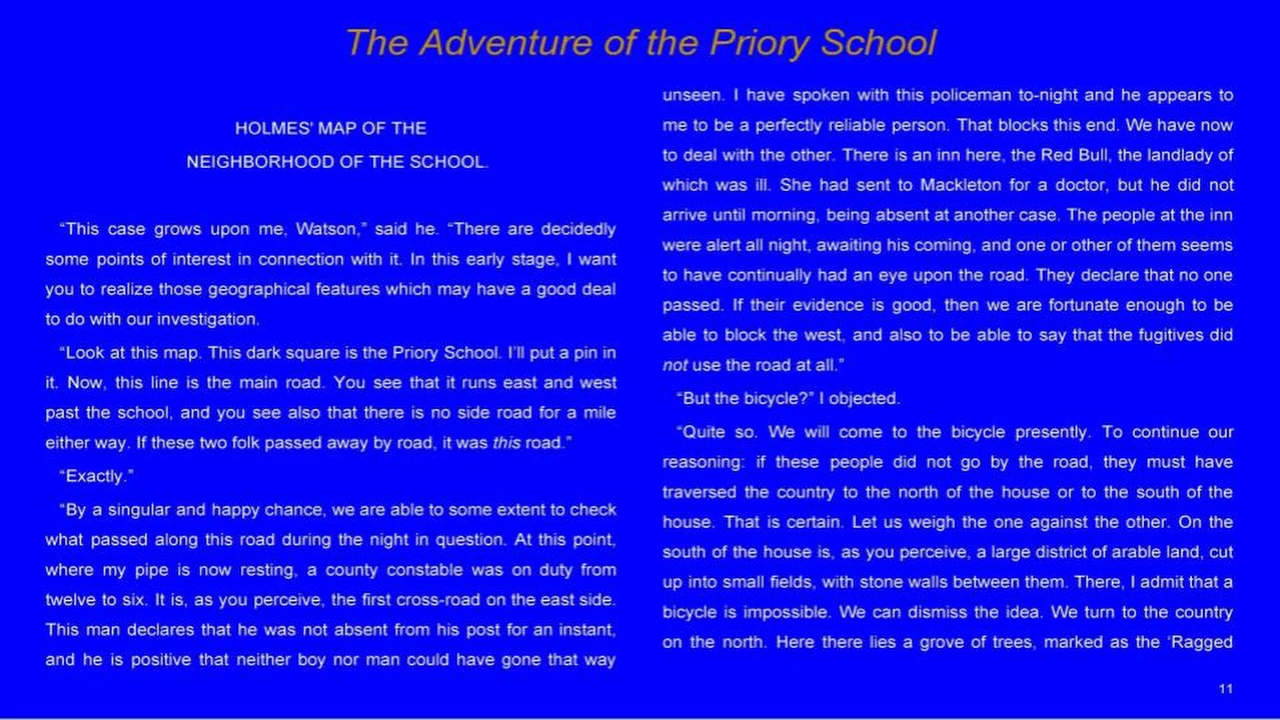 The Adventure of the Priory School
HOLMES' MAP OF THE
NEIGHBORHOOD OF THE SCHOOL.
“This case grows upon me, Watson,” said he. “There are decidedly
some points of interest in connection with it. In this early stage, I want
you to realize those geographical features which may have a good deal
to do with our investigation.
“Look at this map. This dark square is the Priory School. I’ll put a pin in
it. Now, this line is the main road. You see that it runs east and west
past the school, and you see also that there is no side road for a mile
either way. If these two folk passed away by road, it was this road.”
“Exactly.”
“By a singular and happy chance, we are able to some extent to check
what passed along this road during the night in question. At this point,
where my pipe is now resting, a county constable was on duty from
twelve to six. It is, as you perceive, the first cross-road on the east side.
This man declares that he was not absent from his post for an instant,
and he is positive that neither boy nor man could have gone that way
unseen. I have spoken with this policeman to-night and he appears to
me to be a perfectly reliable person. That blocks this end. We have now
to deal with the other. There is an inn here, the Red Bull, the landlady of
which was ill. She had sent to Mackleton for a doctor, but he did not
arrive until morning, being absent at another case. The people at the inn
were alert all night, awaiting his coming, and one or other of them seems
to have continually had an eye upon the road. They declare that no one
passed. If their evidence is good, then we are fortunate enough to be
able to block the west, and also to be able to say that the fugitives did
not use the road at all.”
“But the bicycle?” I objected.
“Quite so. We will come to the bicycle presently. To continue our
reasoning: if these people did not go by the road, they must have
traversed the country to the north of the house or to the south of the
house. That is certain. Let us weigh the one against the other. On the
south of the house is, as you perceive, a large district of arable land, cut
up into small fields, with stone walls between them. There, I admit that a
bicycle is impossible. We can dismiss the idea. We turn to the country
on the north. Here there lies a grove of trees, marked as the ‘Ragged
11